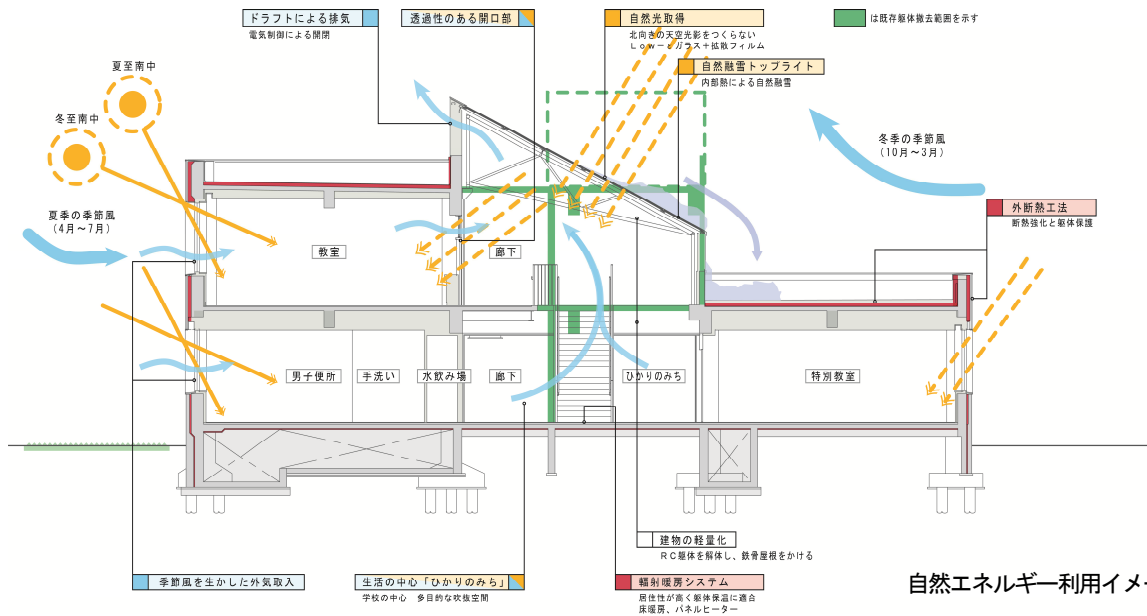 ドラフトによる排気
電気制御による開閉
透過性のある開口部
自然光取得
北向きの天空光影をつくらない
Low-eガラス+拡散フィルム
は既存躯体撤去範囲を示す
自然融雪トップライト
内部熱による自然融雪
夏至南中
冬至南中
冬季の季節風
(10月~3月)
夏季の季節風
(4月~7月)
外断熱工法
断熱強化と躯体保護
教室
廊下
男子便所
手洗い
水飲み場
廊下
ひかりのみち
特別教室
建物の軽量化
RC躯体を解体し、鉄骨屋根をかける
季節風を生かした外気取入
生活の中心「ひかりのみち」
学校の中心 多目的な吹抜空間
輻射暖房システム
居住性が高く躯体保温に適合
床暖房、パネルヒーター
自然エネルギー利用イメ